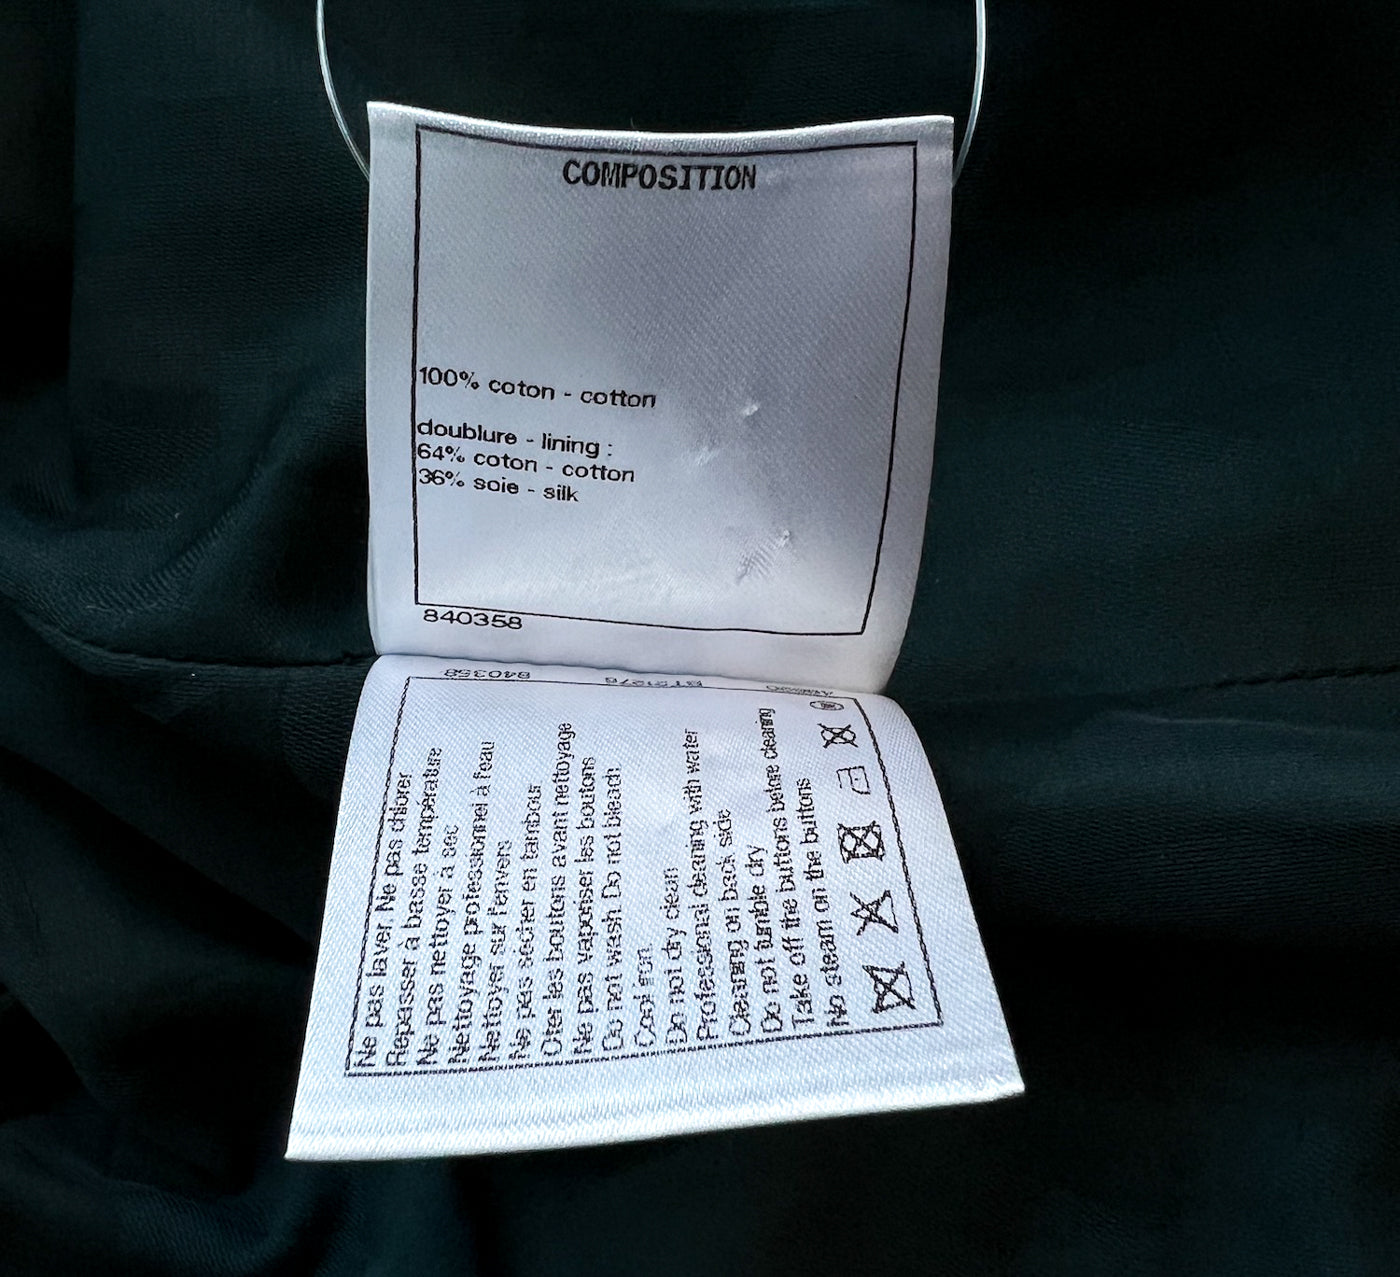 COMPOSITION
100% coton - cotton
doublure - lining :
64% coton - cotton
36% soie - silk
840358
840358
Ne pas laver. Ne pas chlorer
Repasser à basse température
Ne pas nettoyer à sec
Nettoyage professionnel à l'eau
Nettoyer sur l'envers
Ne pas sécher en tambour
Oter les boutons avant nettoyage
Ne pas vaporiser les boutons
Do not wash Do not bleach
Cool iron.
Do not dry clean
Professional cleaning with water
Cleaning on back side
Do not tumble dry
Take off the buttons before cleaning
No steam on the buttons